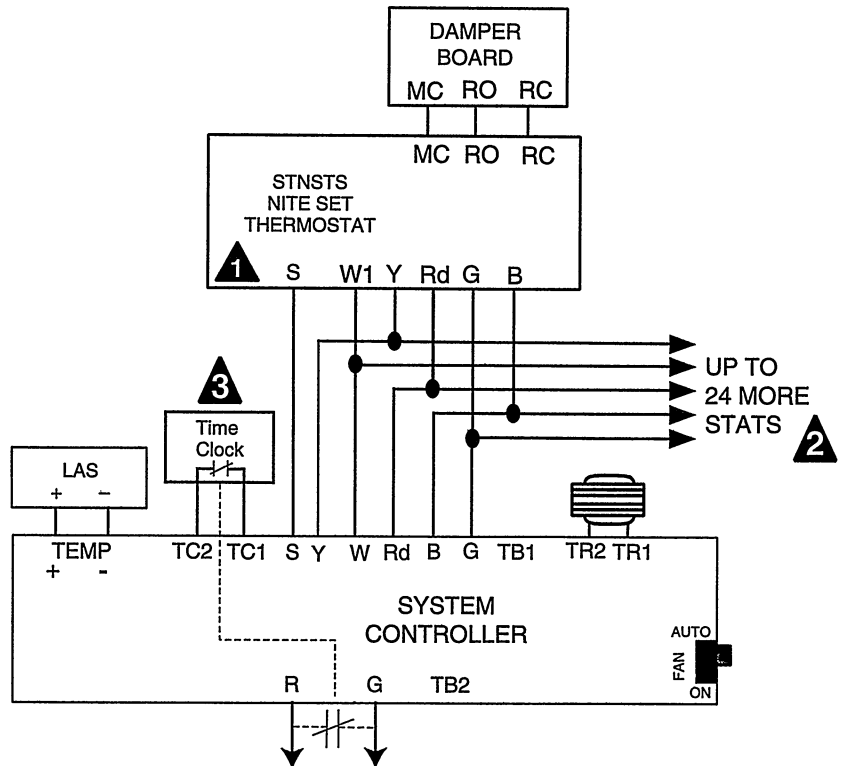 DAMPER
BOARD
MC RO RC
MC RO RC
STNSTS
NITE SET
THERMOSTAT
1
S W1 Y Rd G B
UP TO
24 MORE
STATS
2
3
Time
Clock
LAS
+ –
TEMP
+ -
TC2 TC1 S Y W Rd B G TB1 TR2 TR1
SYSTEM
CONTROLLER
AUTO
FAN
ON
R G TB2